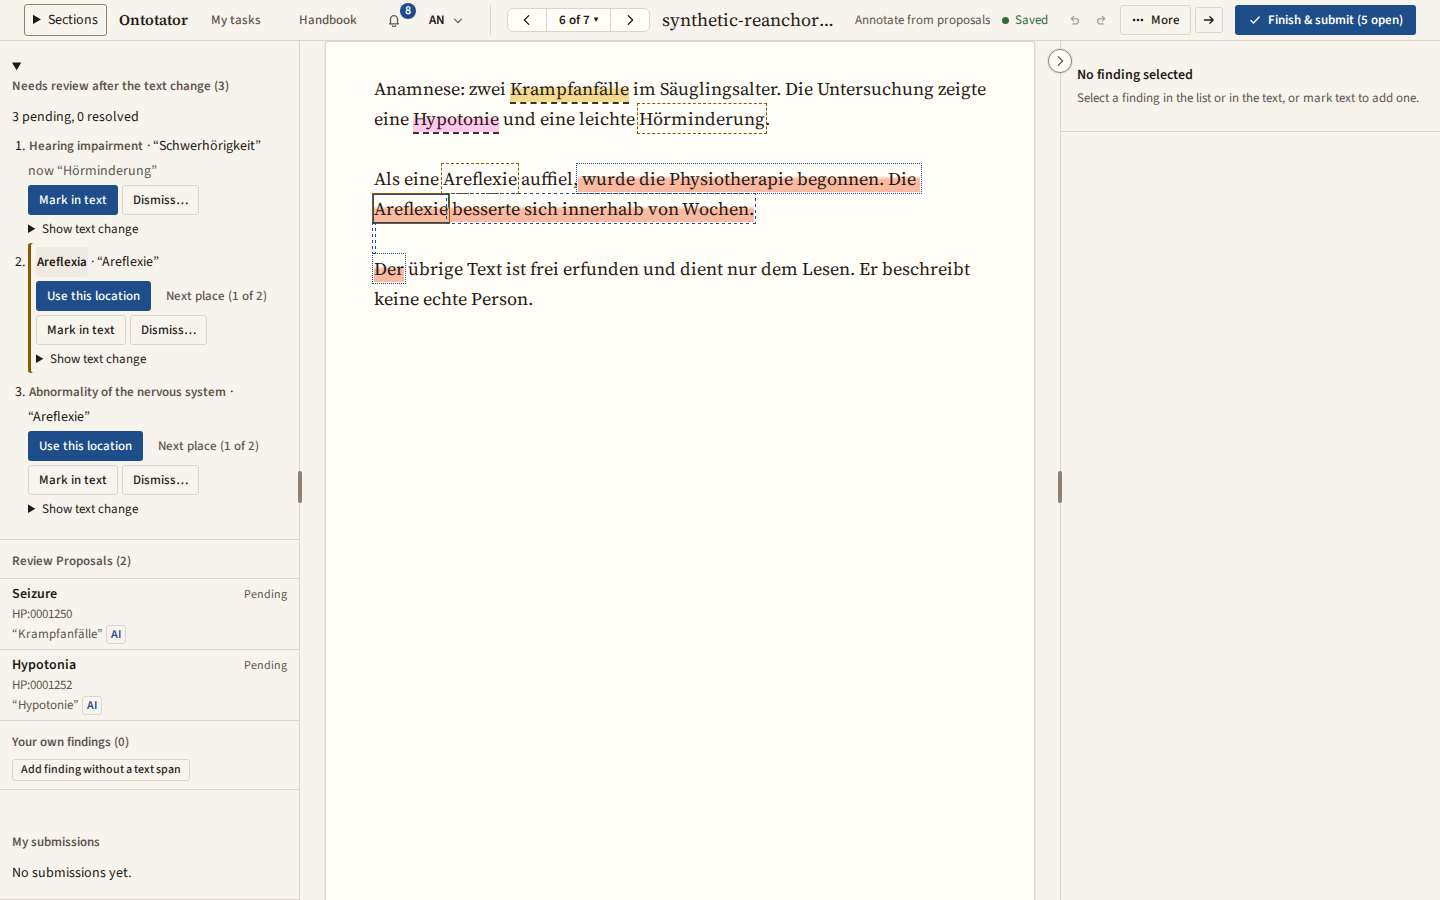 Sections
Ontotator
My tasks
Handbook
8
AN
6 of 7
synthetic-reanchor...
Annotate from proposals
Saved
More
Finish & submit (5 open)
Needs review after the text change (3)
3 pending, 0 resolved
1. Hearing impairment · “Schwerhörigkeit”
now “Hörminderung”
Mark in text
Dismiss...
Show text change
2. Areflexia · “Areflexie”
Use this location
Next place (1 of 2)
Mark in text
Dismiss...
Show text change
3. Abnormality of the nervous system ·
“Areflexie”
Use this location
Next place (1 of 2)
Mark in text
Dismiss...
Show text change
Review Proposals (2)
Seizure
Pending
HP:0001250
“Krampfanfälle” AI
Hypotonia
Pending
HP:0001252
“Hypotonie” AI
Your own findings (0)
Add finding without a text span
My submissions
No submissions yet.
Anamnese: zwei Krampfanfälle im Säuglingsalter. Die Untersuchung zeigte
eine Hypotonie und eine leichte Hörminderung.
Als eine Areflexie auffiel, wurde die Physiotherapie begonnen. Die
Areflexie besserte sich innerhalb von Wochen.
Der übrige Text ist frei erfunden und dient nur dem Lesen. Er beschreibt
keine echte Person.
No finding selected
Select a finding in the list or in the text, or mark text to add one.